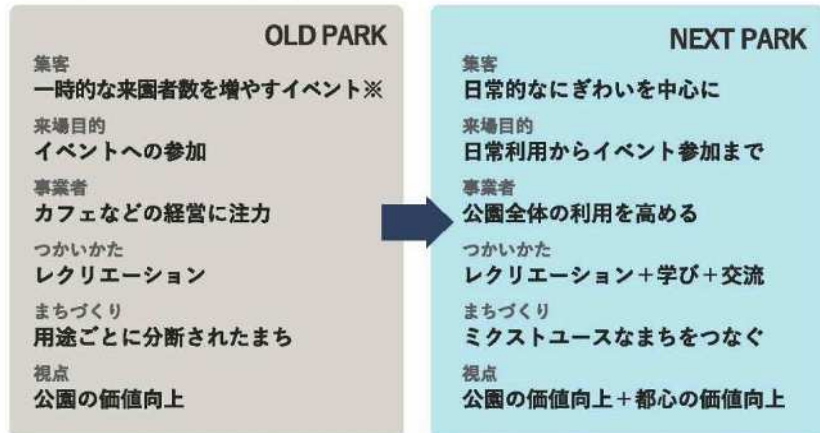 OLD PARK
集客
一時的な来園者数を増やすイベント※
来場目的
イベントへの参加
事業者
カフェなどの経営に注力
つかいかた
レクリエーション
まちづくり
用途ごとに分断されたまち
視点
公園の価値向上
NEXT PARK
集客
日常的なにぎわいを中心に
来場目的
日常利用からイベント参加まで
事業者
公園全体の利用を高める
つかいかた
レクリエーション＋学び＋交流
まちづくり
ミクストユースなまちをつなぐ
視点
公園の価値向上＋都心の価値向上